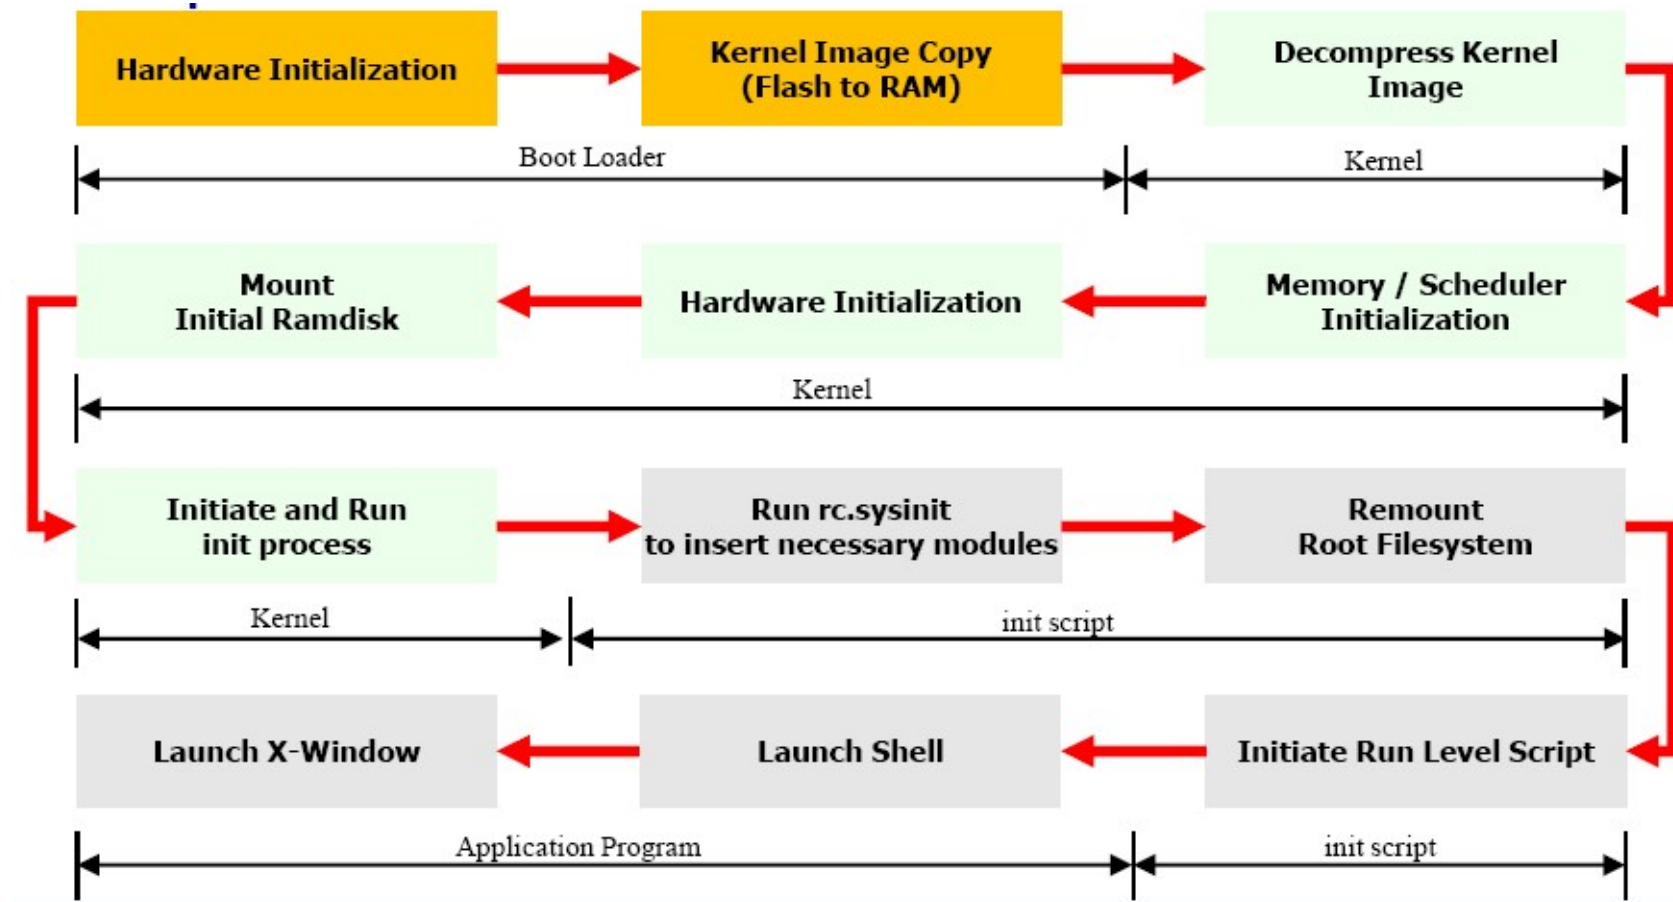 Hardware Initialization
Kernel Image Copy
(Flash to RAM)
Decompress Kernel
Image
Boot Loader
Kernel
Mount
Initial Ramdisk
Hardware Initialization
Memory / Scheduler
Initialization
Kernel
Initiate and Run
init process
Run rc.sysinit
to insert necessary modules
Remount
Root Filesystem
Kernel
init script
Launch X-Window
Launch Shell
Initiate Run Level Script
Application Program
init script